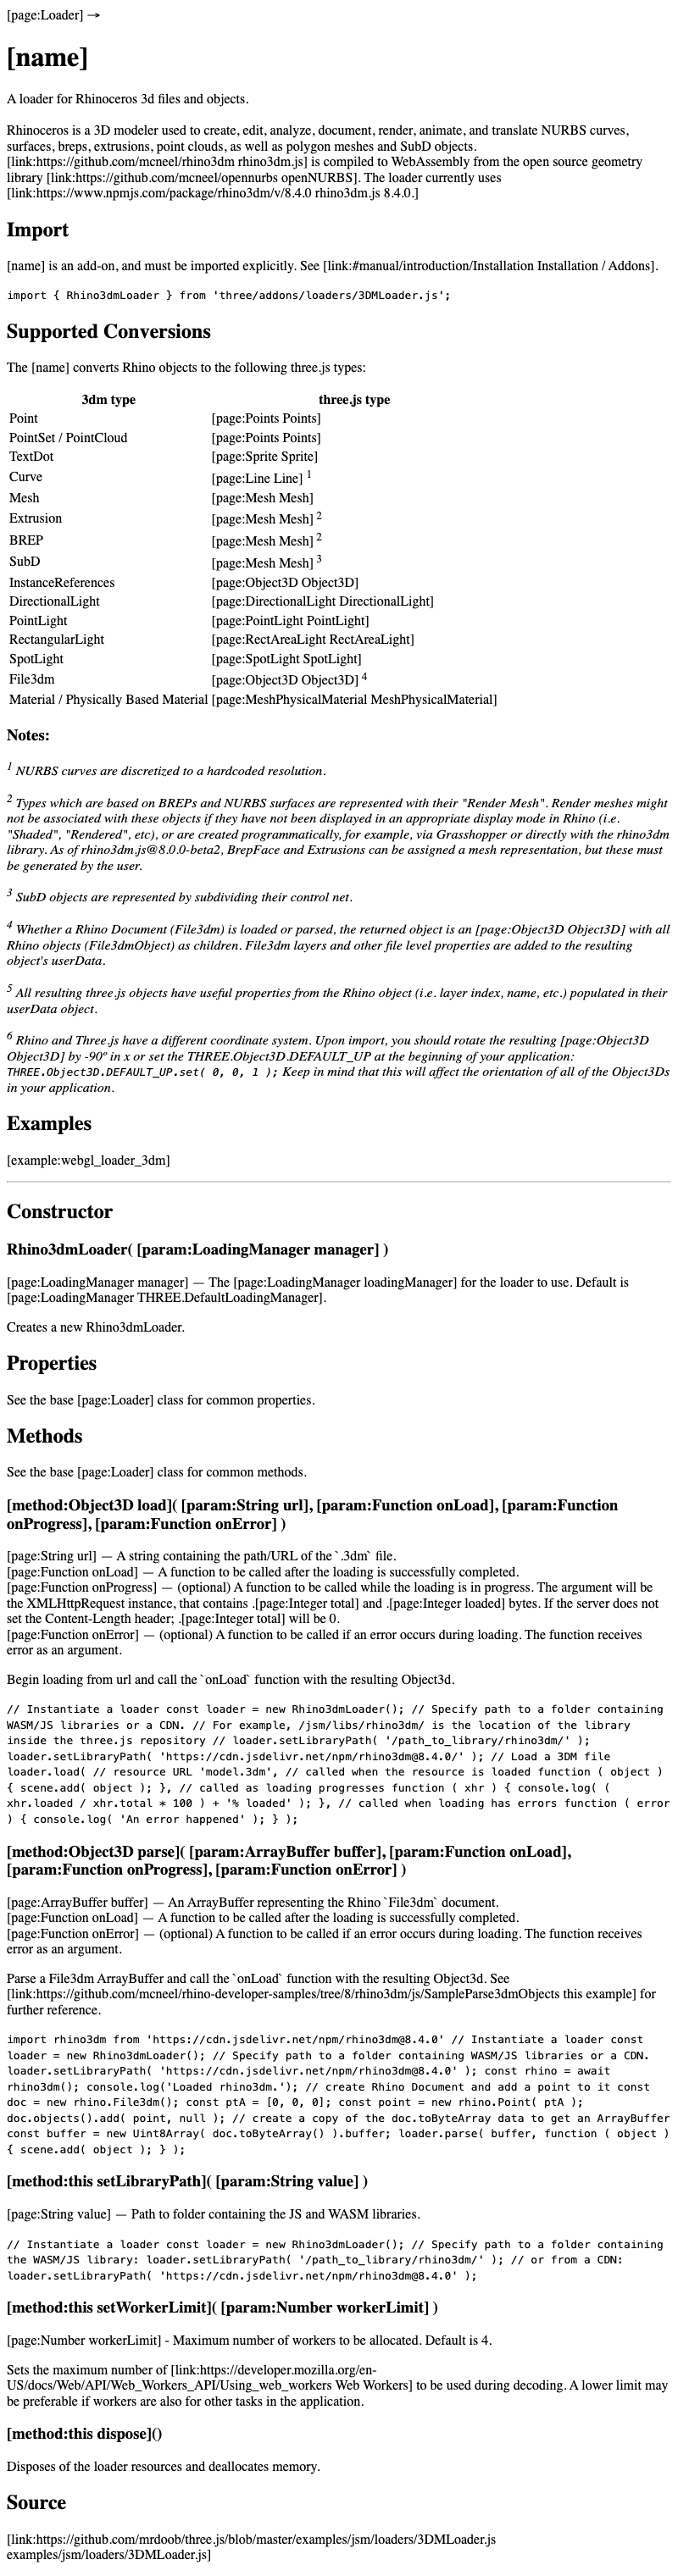 [page:Loader] →
[name]
A loader for Rhinoceros 3d files and objects.
Rhinoceros is a 3D modeler used to create, edit, analyze, document, render, animate, and translate NURBS curves,
surfaces, breps, extrusions, point clouds, as well as polygon meshes and SubD objects.
[link:https://github.com/mcneel/rhino3dm rhino3dm.js] is compiled to WebAssembly from the open source geometry
library [link:https://github.com/mcneel/opennurbs openNURBS]. The loader currently uses
[link:https://www.npmjs.com/package/rhino3dm/v/8.4.0 rhino3dm.js 8.4.0.]
Import
[name] is an add-on, and must be imported explicitly. See [link:#manual/introduction/Installation Installation / Addons].
import { Rhino3dmLoader } from 'three/addons/loaders/3DMLoader.js';
Supported Conversions
The [name] converts Rhino objects to the following three.js types:
3dm type three.js type
Point [page:Points Points]
PointSet / PointCloud [page:Points Points]
TextDot [page:Sprite Sprite]
Curve [page:Line Line] 1
Mesh [page:Mesh Mesh]
Extrusion [page:Mesh Mesh] 2
BREP [page:Mesh Mesh] 2
SubD [page:Mesh Mesh] 3
InstanceReferences [page:Object3D Object3D]
DirectionalLight [page:DirectionalLight DirectionalLight]
PointLight [page:PointLight PointLight]
RectangularLight [page:RectAreaLight RectAreaLight]
SpotLight [page:SpotLight SpotLight]
File3dm [page:Object3D Object3D] 4
Material / Physically Based Material [page:MeshPhysicalMaterial MeshPhysicalMaterial]
Notes:
1 NURBS curves are discretized to a hardcoded resolution.
2 Types which are based on BREPs and NURBS surfaces are represented with their "Render Mesh". Render meshes might
not be associated with these objects if they have not been displayed in an appropriate display mode in Rhino (i.e.
"Shaded", "Rendered", etc), or are created programmatically, for example, via Grasshopper or directly with the rhino3dm
library. As of rhino3dm.js@8.0.0-beta2, BrepFace and Extrusions can be assigned a mesh representation, but these must
be generated by the user.
3 SubD objects are represented by subdividing their control net.
4 Whether a Rhino Document (File3dm) is loaded or parsed, the returned object is an [page:Object3D Object3D] with all
Rhino objects (File3dmObject) as children. File3dm layers and other file level properties are added to the resulting
object's userData.
5 All resulting three.js objects have useful properties from the Rhino object (i.e. layer index, name, etc.) populated in their
userData object.
6 Rhino and Three.js have a different coordinate system. Upon import, you should rotate the resulting [page:Object3D
Object3D] by -90º in x or set the THREE.Object3D.DEFAULT_UP at the beginning of your application:
THREE.Object3D.DEFAULT_UP.set( 0, 0, 1 ); Keep in mind that this will affect the orientation of all of the Object3Ds
in your application.
Examples
[example:webgl_loader_3dm]
Constructor
Rhino3dmLoader( [param:LoadingManager manager] )
[page:LoadingManager manager] — The [page:LoadingManager loadingManager] for the loader to use. Default is
[page:LoadingManager THREE.DefaultLoadingManager].
Creates a new Rhino3dmLoader.
Properties
See the base [page:Loader] class for common properties.
Methods
See the base [page:Loader] class for common methods.
[method:Object3D load]( [param:String url], [param:Function onLoad], [param:Function
onProgress], [param:Function onError] )
[page:String url] — A string containing the path/URL of the `.3dm` file.
[page:Function onLoad] — A function to be called after the loading is successfully completed.
[page:Function onProgress] — (optional) A function to be called while the loading is in progress. The argument will be
the XMLHttpRequest instance, that contains .[page:Integer total] and .[page:Integer loaded] bytes. If the server does not
set the Content-Length header; .[page:Integer total] will be 0.
[page:Function onError] — (optional) A function to be called if an error occurs during loading. The function receives
error as an argument.
Begin loading from url and call the `onLoad` function with the resulting Object3d.
// Instantiate a loader const loader = new Rhino3dmLoader(); // Specify path to a folder containing
WASM/JS libraries or a CDN. // For example, /jsm/libs/rhino3dm/ is the location of the library
inside the three.js repository // loader.setLibraryPath( '/path_to_library/rhino3dm/' );
loader.setLibraryPath( 'https://cdn.jsdelivr.net/npm/rhino3dm@8.4.0/' ); // Load a 3DM file
loader.load( // resource URL 'model.3dm', // called when the resource is loaded function ( object )
{ scene.add( object ); }, // called as loading progresses function ( xhr ) { console.log( (
xhr.loaded / xhr.total * 100 ) + '% loaded' ); }, // called when loading has errors function ( error
) { console.log( 'An error happened' ); } );
[method:Object3D parse]( [param:ArrayBuffer buffer], [param:Function onLoad],
[param:Function onProgress], [param:Function onError] )
[page:ArrayBuffer buffer] — An ArrayBuffer representing the Rhino `File3dm` document.
[page:Function onLoad] — A function to be called after the loading is successfully completed.
[page:Function onError] — (optional) A function to be called if an error occurs during loading. The function receives
error as an argument.
Parse a File3dm ArrayBuffer and call the `onLoad` function with the resulting Object3d. See
[link:https://github.com/mcneel/rhino-developer-samples/tree/8/rhino3dm/js/SampleParse3dmObjects this example] for
further reference.
import rhino3dm from 'https://cdn.jsdelivr.net/npm/rhino3dm@8.4.0' // Instantiate a loader const
loader = new Rhino3dmLoader(); // Specify path to a folder containing WASM/JS libraries or a CDN.
loader.setLibraryPath( 'https://cdn.jsdelivr.net/npm/rhino3dm@8.4.0' ); const rhino = await
rhino3dm(); console.log('Loaded rhino3dm.'); // create Rhino Document and add a point to it const
doc = new rhino.File3dm(); const ptA = [0, 0, 0]; const point = new rhino.Point( ptA );
doc.objects().add( point, null ); // create a copy of the doc.toByteArray data to get an ArrayBuffer
const buffer = new Uint8Array( doc.toByteArray() ).buffer; loader.parse( buffer, function ( object )
{ scene.add( object ); } );
[method:this setLibraryPath]( [param:String value] )
[page:String value] — Path to folder containing the JS and WASM libraries.
// Instantiate a loader const loader = new Rhino3dmLoader(); // Specify path to a folder containing
the WASM/JS library: loader.setLibraryPath( '/path_to_library/rhino3dm/' ); // or from a CDN:
loader.setLibraryPath( 'https://cdn.jsdelivr.net/npm/rhino3dm@8.4.0' );
[method:this setWorkerLimit]( [param:Number workerLimit] )
[page:Number workerLimit] - Maximum number of workers to be allocated. Default is 4.
Sets the maximum number of [link:https://developer.mozilla.org/en-
US/docs/Web/API/Web_Workers_API/Using_web_workers Web Workers] to be used during decoding. A lower limit may
be preferable if workers are also for other tasks in the application.
[method:this dispose]()
Disposes of the loader resources and deallocates memory.
Source
[link:https://github.com/mrdoob/three.js/blob/master/examples/jsm/loaders/3DMLoader.js
examples/jsm/loaders/3DMLoader.js]